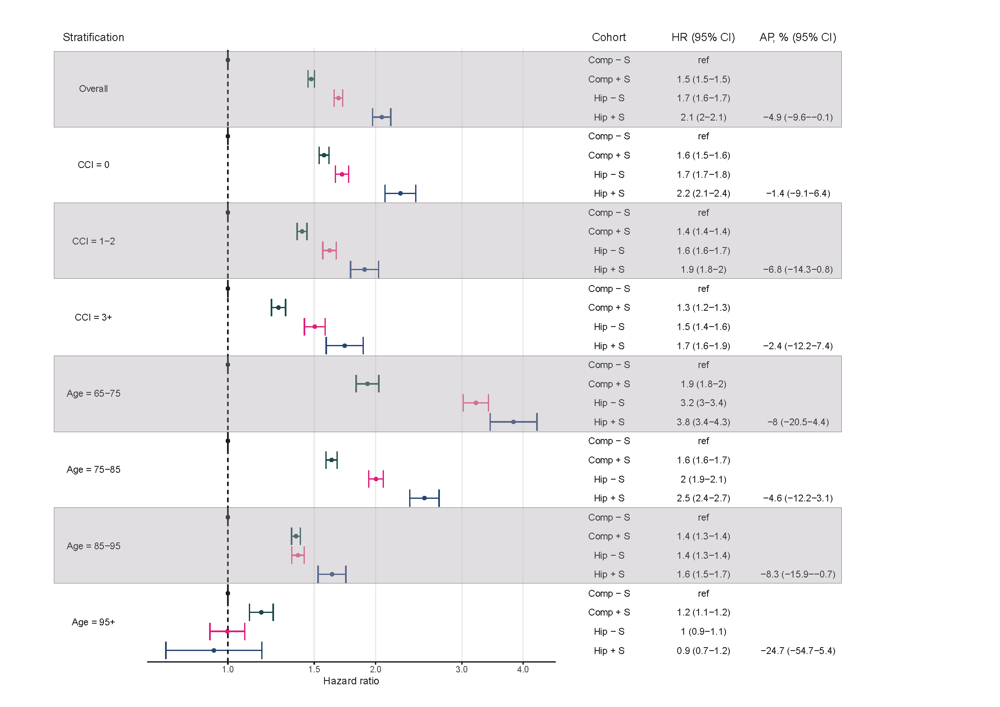 Stratification Cohort HR (95% CI) AP, % (95% CI)
Comp − S ref
Comp + S 1.5 (1.5−1.5)
Overall
Hip − S 1.7 (1.6−1.7)
Hip + S 2.1 (2−2.1) −4.9 (−9.6−−0.1)
Comp − S ref
Comp + S 1.6 (1.5−1.6)
CCI = 0
Hip − S 1.7 (1.7−1.8)
Hip + S 2.2 (2.1−2.4) −1.4 (−9.1−6.4)
Comp − S ref
Comp + S 1.4 (1.4−1.4)
CCI = 1−2
Hip − S 1.6 (1.6−1.7)
Hip + S 1.9 (1.8−2) −6.8 (−14.3−0.8)
Comp − S ref
Comp + S 1.3 (1.2−1.3)
CCI = 3+
Hip − S 1.5 (1.4−1.6)
Hip + S 1.7 (1.6−1.9) −2.4 (−12.2−7.4)
Comp − S ref
Comp + S 1.9 (1.8−2)
Age = 65−75
Hip − S 3.2 (3−3.4)
Hip + S 3.8 (3.4−4.3) −8 (−20.5−4.4)
Comp − S ref
Comp + S 1.6 (1.6−1.7)
Age = 75−85
Hip − S 2 (1.9−2.1)
Hip + S 2.5 (2.4−2.7) −4.6 (−12.2−3.1)
Comp − S ref
Comp + S 1.4 (1.3−1.4)
Age = 85−95
Hip − S 1.4 (1.3−1.4)
Hip + S 1.6 (1.5−1.7) −8.3 (−15.9−−0.7)
Comp − S ref
Comp + S 1.2 (1.1−1.2)
Age = 95+
Hip − S 1 (0.9−1.1)
Hip + S 0.9 (0.7−1.2) −24.7 (−54.7−5.4)
1.0 1.5 2.0 3.0 4.0
Hazard ratio